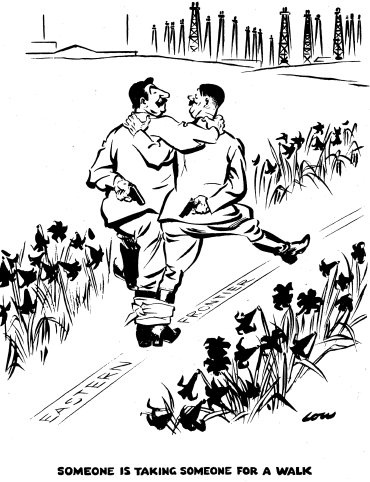 EASTERN FRONTIER
LOW
SOMEONE IS TAKING SOMEONE FOR A WALK